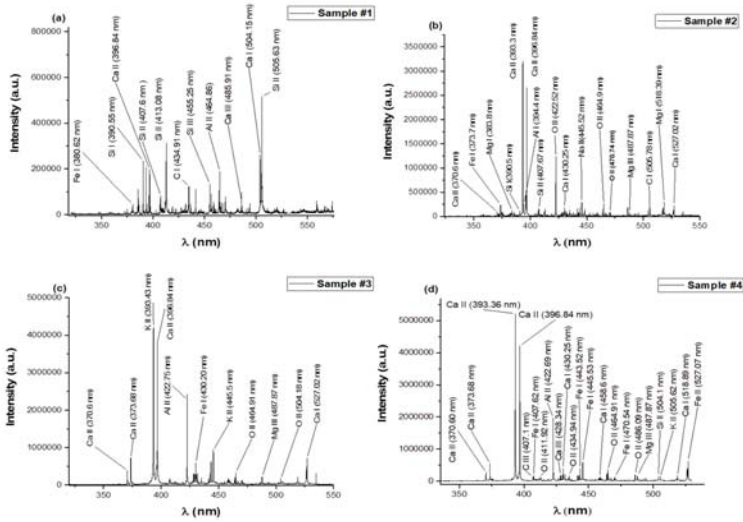 (a)
Sample #1
Intensity (a.u.)
800000
600000
400000
200000
0
Fe I (380.62 nm)
Si I (390.55 nm)
Ca II (396.84 nm)
Si II (407.6 nm )
Si II (413.08 nm)
C I (434.91 nm)
Si III (455.25 nm)
Al II (464.86)
Ca III (485.91 nm)
Ca I (504.15 nm)
Si II (505.63 nm)
350 400 450 500 550
λ (nm)
(b)
Sample #2
Intensity (a.u.)
3500000
3000000
2500000
2000000
1500000
1000000
500000
0
Ca II (370.6 nm)
Fe I (373.7 nm)
Mg I (383.8 nm)
Si I(390.5 nm)
Ca II (393.3 nm)
Ca II (396.84 nm)
Al I (394.4 nm)
Si II (407.67 nm)
O II (422.52 nm)
Ca I (430.25 nm)
Na II (445.52 nm)
O II (464.9 nm)
O II (470.74 nm)
Mg III (487.87 nm)
C I (505.78 nm)
Mg I (518.39 nm)
Ca I (527.02 nm)
350 400 450 500 550
λ (nm)
(c)
Sample #3
Intensity (a.u.)
5000000
4000000
3000000
2000000
1000000
0
Ca II (370.6 nm)
Ca II (373.68 nm)
K II (393.43 nm)
Ca II (396.84 nm)
Al II (422.75 nm)
Fe I (430.20 nm)
K II (445.5 nm)
O II (464.91 nm)
Mg III (487.87 nm)
O II (504.18 nm)
Ca I (527.02 nm)
350 400 450 500 550
λ (nm)
(d)
Sample #4
Intensity (a.u.)
5000000
4000000
3000000
2000000
1000000
0
Ca II (370.60 nm)
Ca II (373.68 nm)
Ca II (393.36 nm)
Ca II (396.84 nm)
C III (407.1 nm)
Fe I (407.62 nm)
O II (411.92 nm)
Al II (422.69 nm)
Ca III (428.34 nm)
Ca I (430.25 nm)
O II (434.94 nm)
Fe I (443.52 nm)
Fe I (445.53 nm)
Ca I (458.6 nm)
O II (464.91 nm)
Fe I (470.54 nm)
O II (486.09 nm)
Mg III (487.87 nm)
Si II (504.1 nm)
K II (505.62 nm)
Ca I (518.89 nm)
Fe II (527.07 nm)
350 400 450 500
λ (nm)